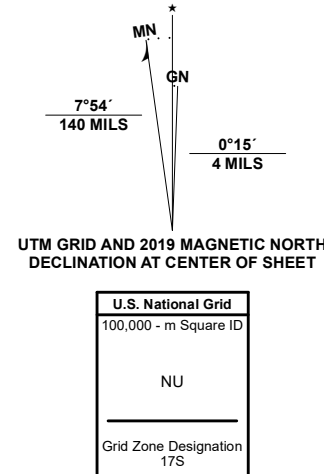 ★
MN
GN
7°54´
140 MILS
0°15´
4 MILS
UTM GRID AND 2019 MAGNETIC NORTH
DECLINATION AT CENTER OF SHEET
U.S. National Grid
100,000 - m Square ID
NU
Grid Zone Designation
17S